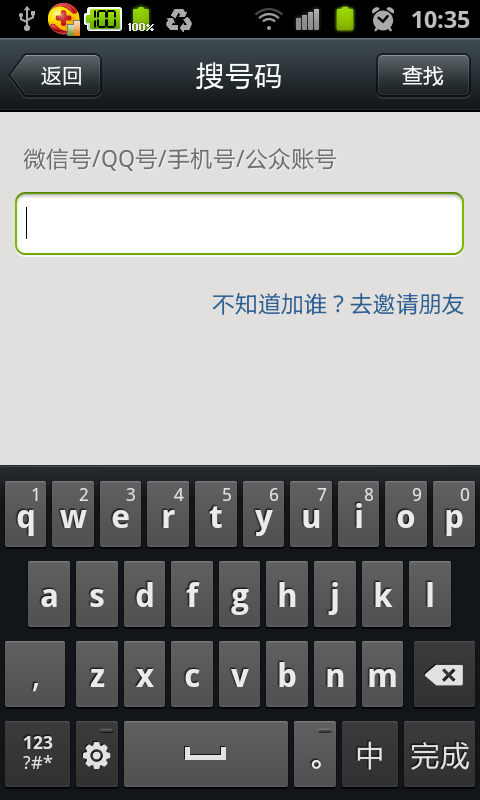 100% 10:35
返回 搜号码 查找
微信号/QQ号/手机号/公众账号
不知道加谁？去邀请朋友
1 2 3 4 5 6 7 8 9 0
q w e r t y u i o p
a s d f g h j k l
, z x c v b n m
123 。 中 完成
?#*